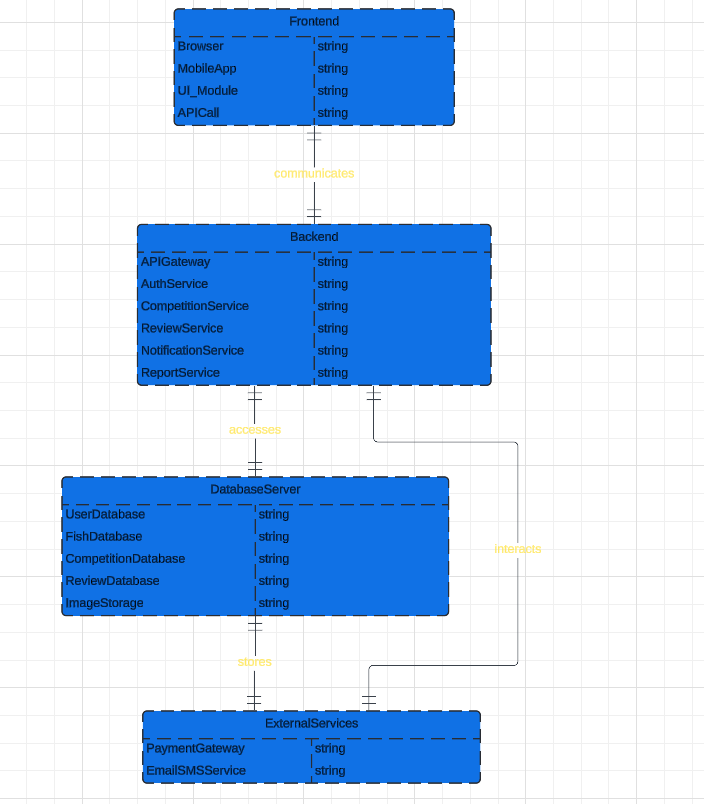 Frontend
Browser string
MobileApp string
UI_Module string
APICall string
communicates
Backend
APIGateway string
AuthService string
CompetitionService string
ReviewService string
NotificationService string
ReportService string
accesses
DatabaseServer
UserDatabase string
FishDatabase string
CompetitionDatabase string
ReviewDatabase string
ImageStorage string
interacts
stores
ExternalServices
PaymentGateway string
EmailSMSService string